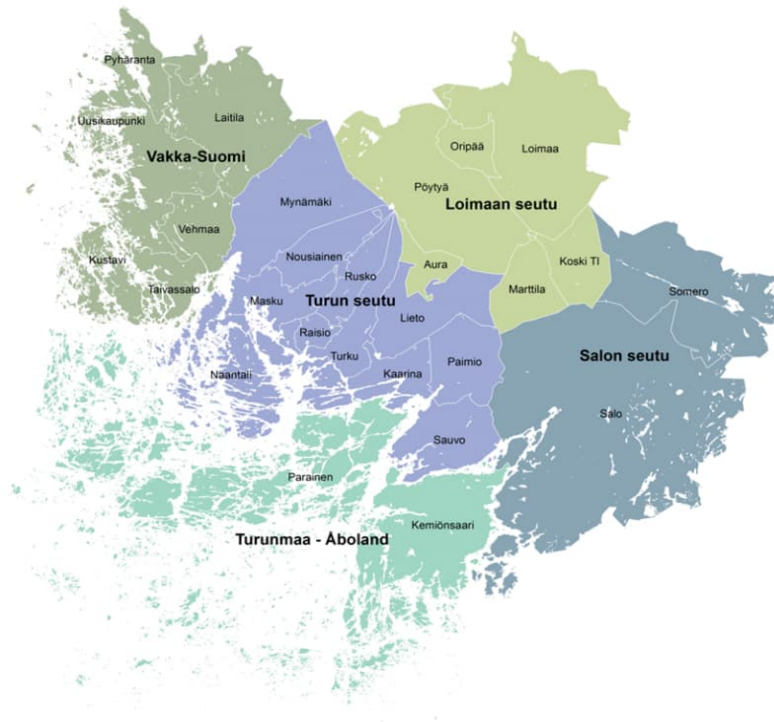 Pyhäranta
Uusikaupunki
Laitila
Vakka-Suomi
Vehmaa
Kustavi
Taivassalo
Oripää
Loimaa
Pöytyä
Loimaan seutu
Aura
Koski Tl
Marttila
Mynämäki
Nousiainen
Rusko
Masku
Turun seutu
Lieto
Raisio
Turku
Paimio
Naantali
Kaarina
Sauvo
Somero
Salon seutu
Salo
Parainen
Kemiönsaari
Turunmaa - Åboland